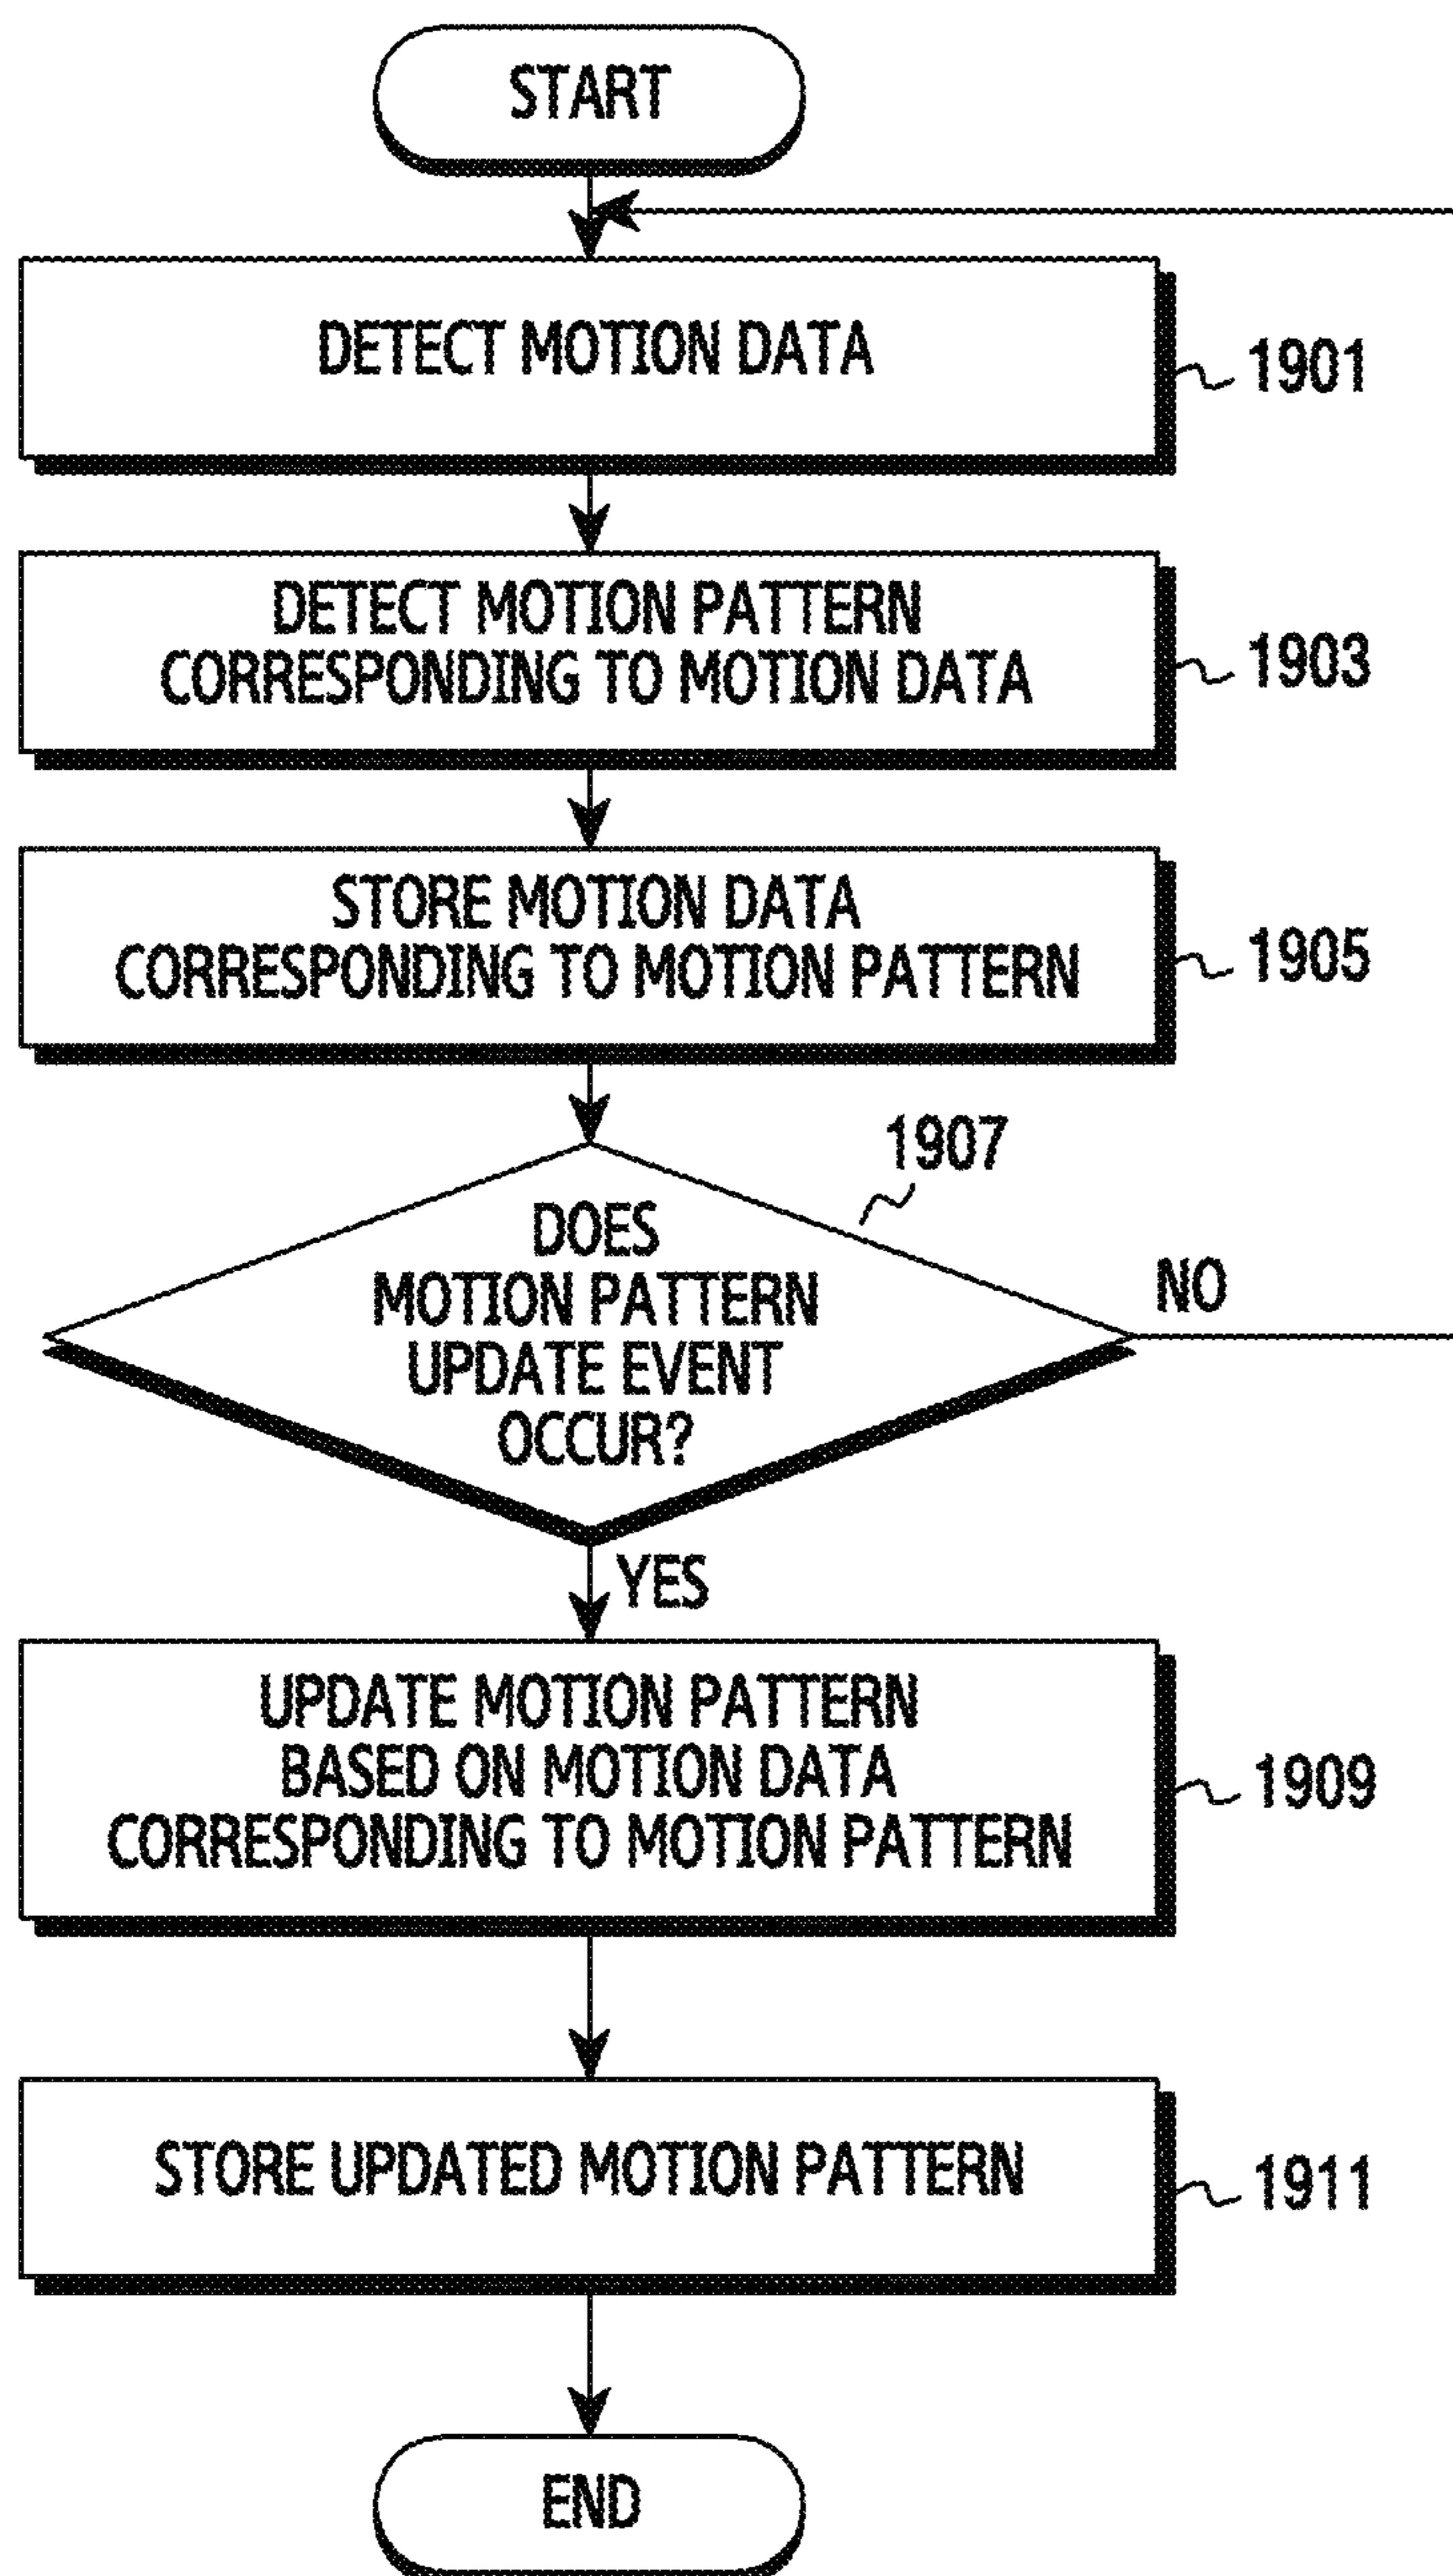 START
DETECT MOTION DATA
1901
DETECT MOTION PATTERN
CORRESPONDING TO MOTION DATA
1903
STORE MOTION DATA
CORRESPONDING TO MOTION PATTERN
1905
1907
DOES
MOTION PATTERN
UPDATE EVENT
OCCUR?
NO
YES
UPDATE MOTION PATTERN
BASED ON MOTION DATA
CORRESPONDING TO MOTION PATTERN
1909
STORE UPDATED MOTION PATTERN
1911
END